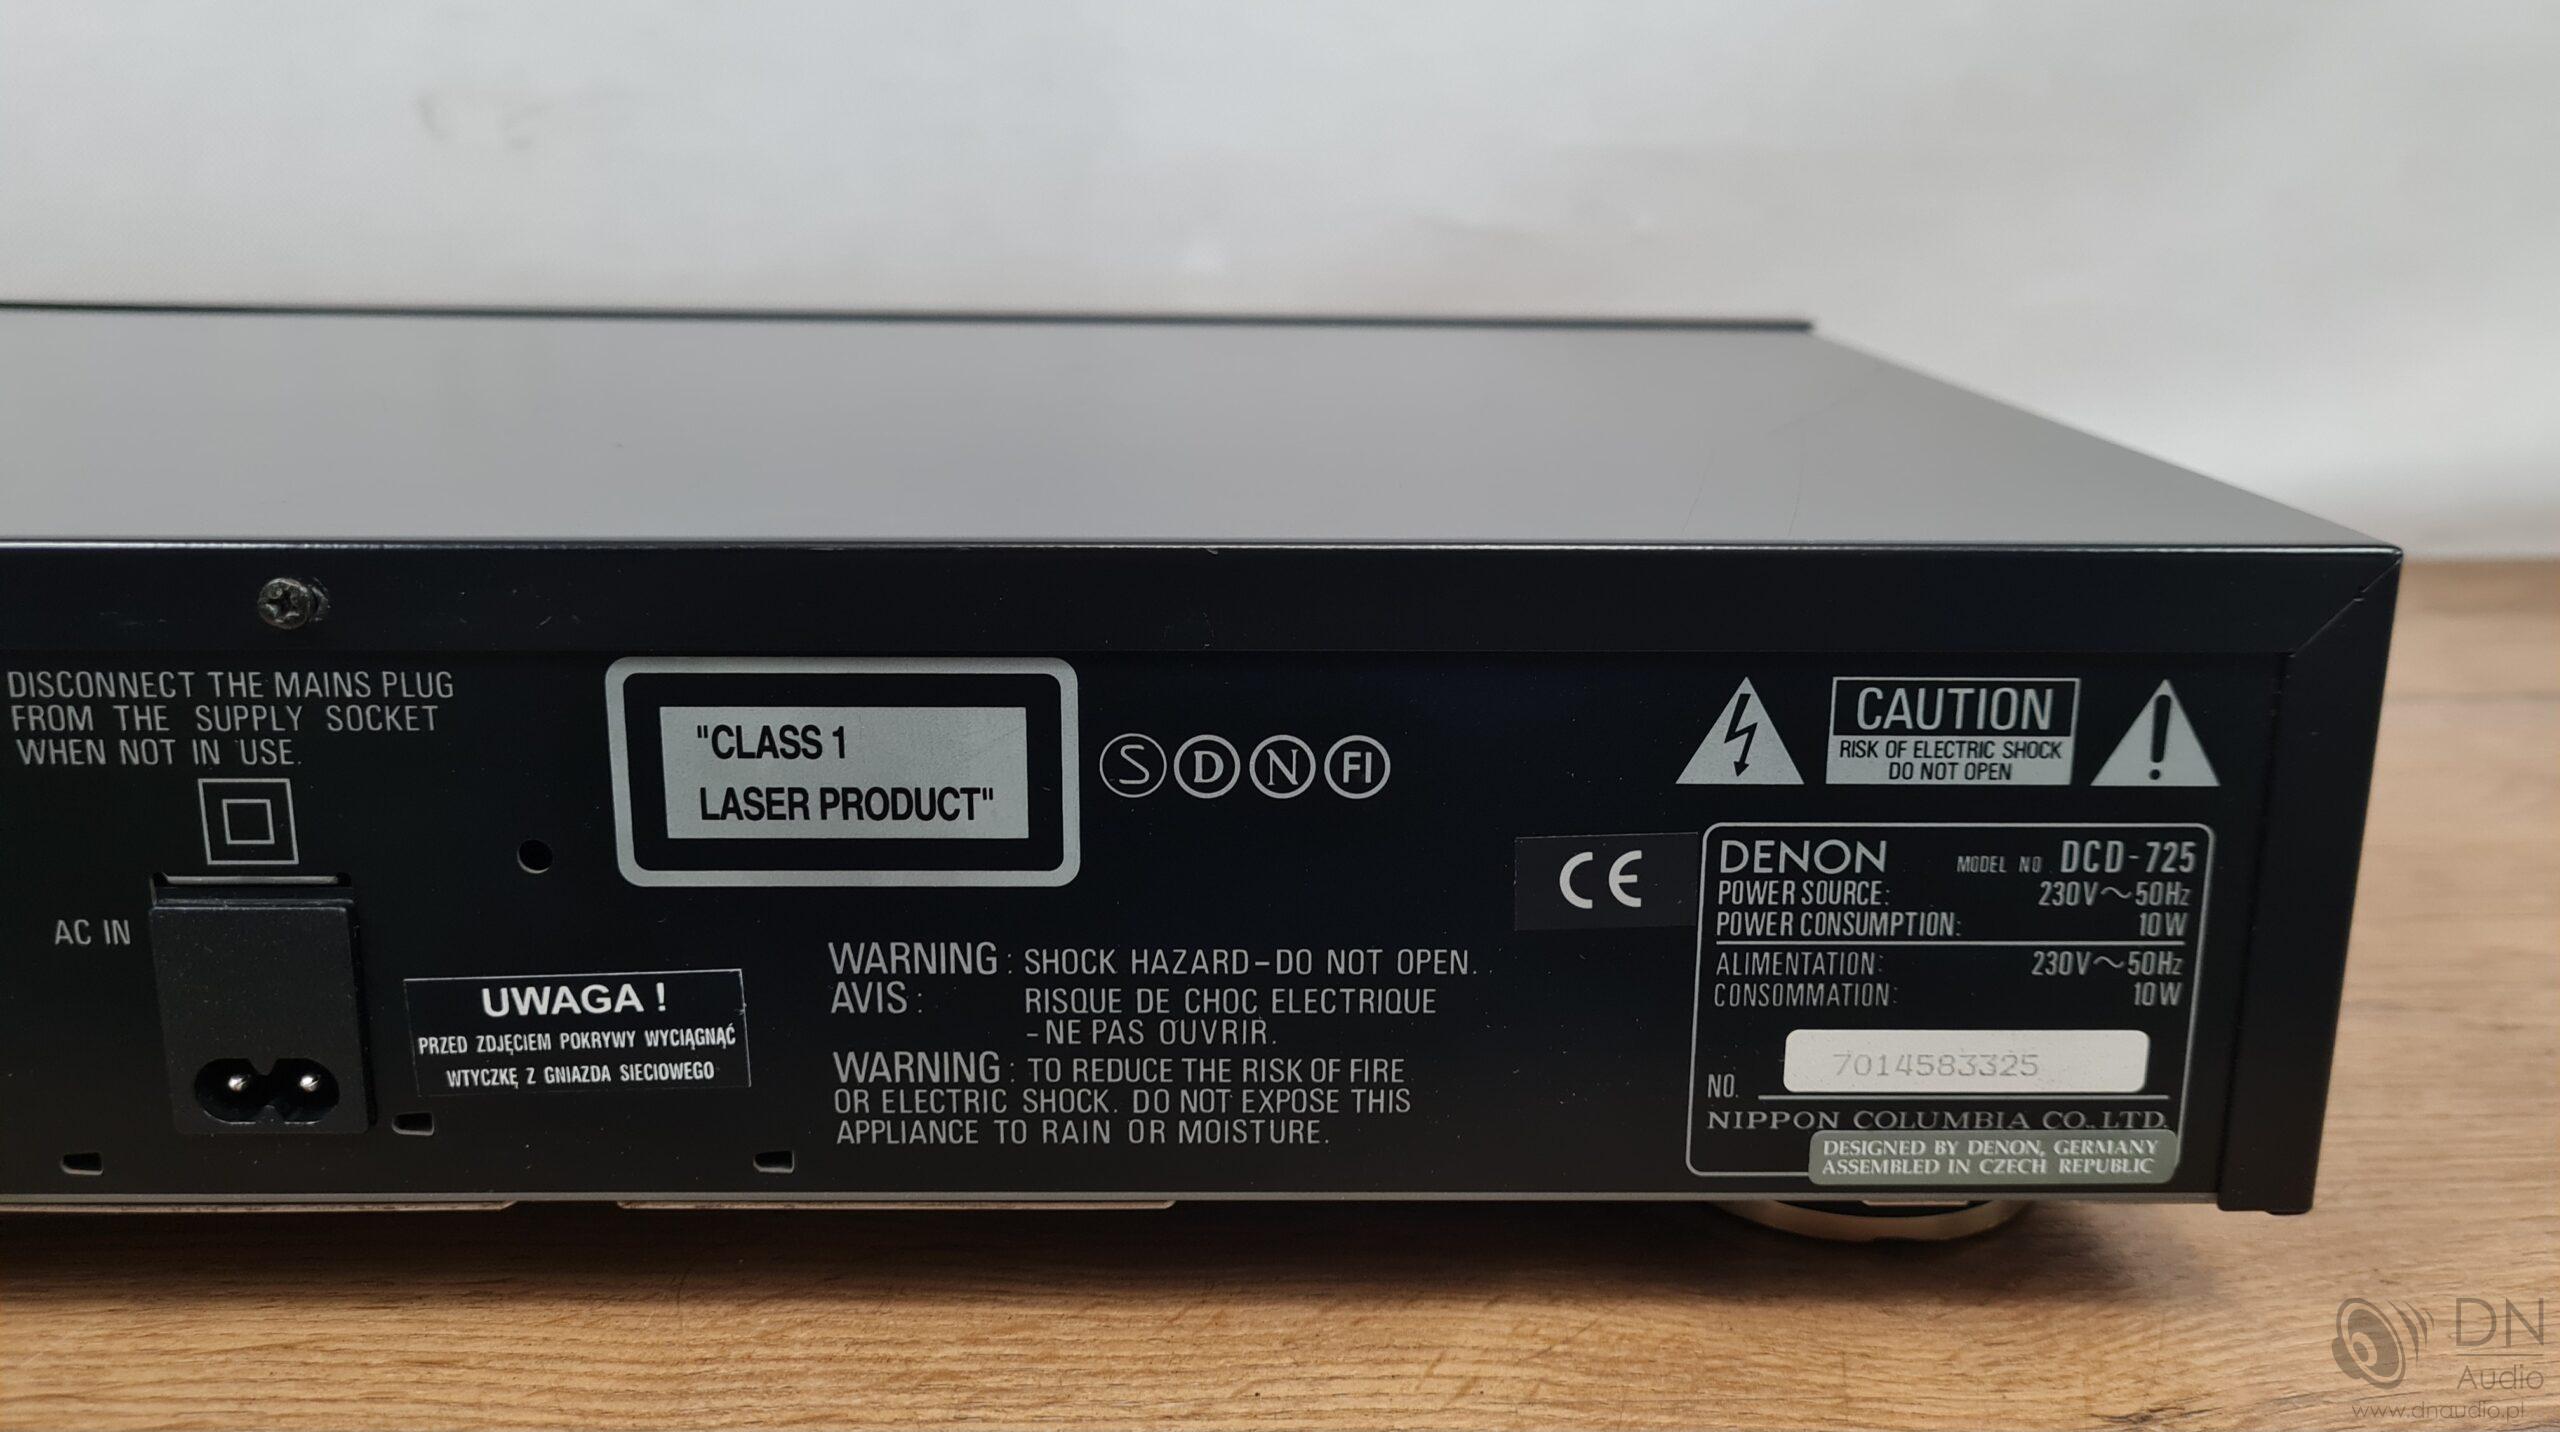 DISCONNECT THE MAINS PLUG
FROM THE SUPPLY SOCKET
WHEN NOT IN USE.
AC IN
UWAGA !
PRZED ZDJĘCIEM POKRYWY WYCIĄGNĄĆ
WTYCZKĘ Z GNIAZDA SIECIOWEGO
"CLASS 1
LASER PRODUCT"
S D N FI
WARNING : SHOCK HAZARD-DO NOT OPEN.
AVIS : RISQUE DE CHOC ELECTRIQUE
-NE PAS OUVRIR.
WARNING : TO REDUCE THE RISK OF FIRE
OR ELECTRIC SHOCK. DO NOT EXPOSE THIS
APPLIANCE TO RAIN OR MOISTURE.
CAUTION
RISK OF ELECTRIC SHOCK
DO NOT OPEN
CE
DENON MODEL NO DCD-725
POWER SOURCE: 230V~50Hz
POWER CONSUMPTION: 10W
ALIMENTATION: 230V~50Hz
CONSOMMATION: 10W
NO. 7014583325
NIPPON COLUMBIA CO., LTD.
DESIGNED BY DENON, GERMANY
ASSEMBLED IN CZECH REPUBLIC
DN
Audio
www.dnaudio.pl